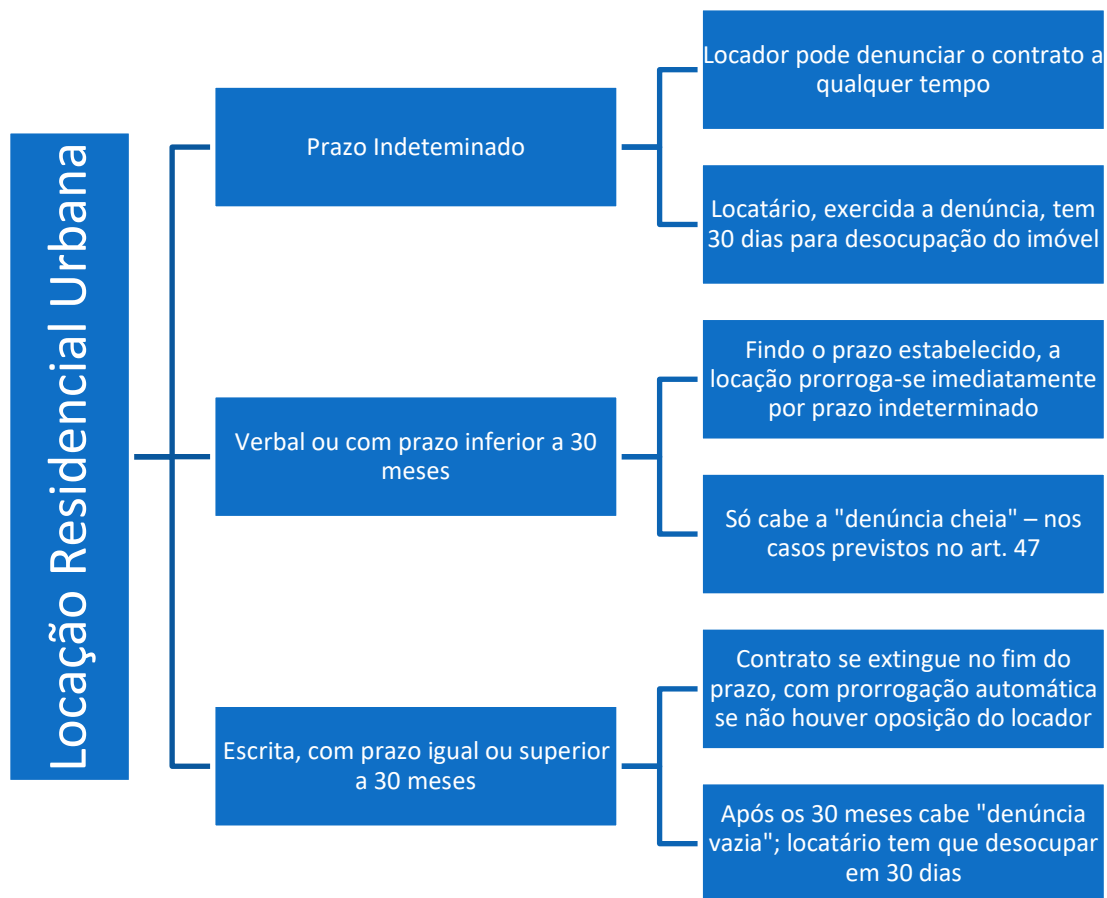 Locação Residencial Urbana
Prazo Indeteminado
Locador pode denunciar o contrato a
qualquer tempo
Locatário, exercida a denúncia, tem
30 dias para desocupação do imóvel
Verbal ou com prazo inferior a 30
meses
Findo o prazo estabelecido, a
locação prorroga-se imediatamente
por prazo indeterminado
Só cabe a "denúncia cheia" – nos
casos previstos no art. 47
Escrita, com prazo igual ou superior
a 30 meses
Contrato se extingue no fim do
prazo, com prorrogação automática
se não houver oposição do locador
Após os 30 meses cabe "denúncia
vazia"; locatário tem que desocupar
em 30 dias